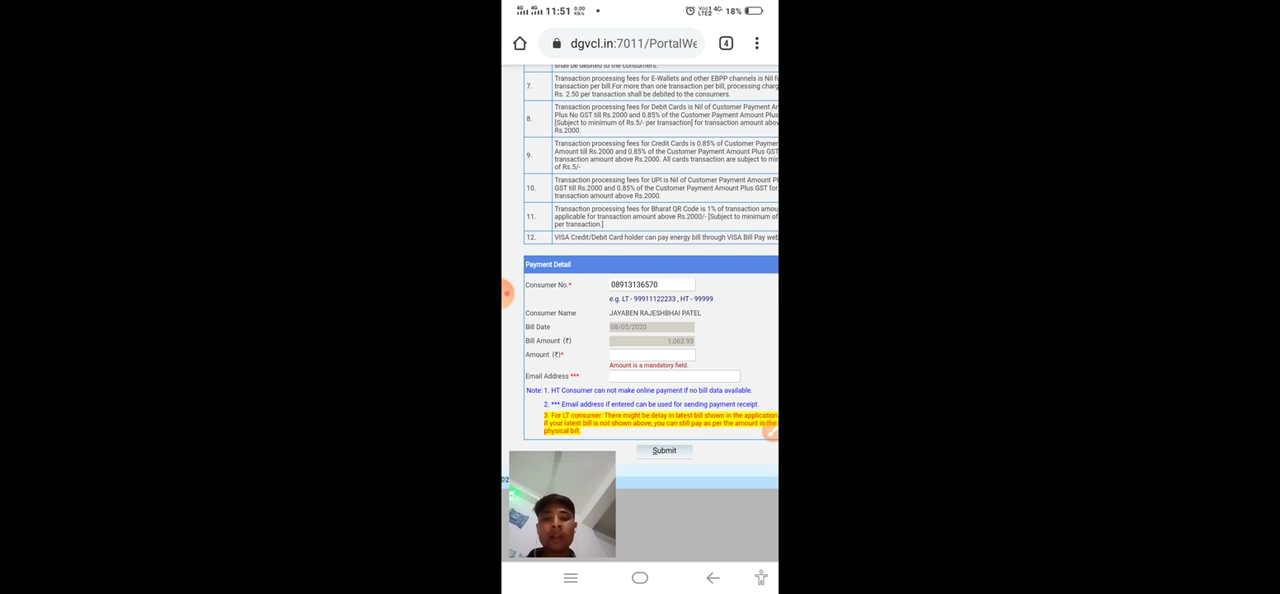 4G 4G 11:51 0.00 KB/s
Vo)) 1 4G LTE2 18%
dgvcl.in:7011/PortalWe 4
shall be debited to the consumers.
7. Transaction processing fees for E-Wallets and other EBPP channels is Nil
transaction per bill.For more than one transaction per bill, processing
Rs. 2.50 per transaction shall be debited to the consumers.
8. Transaction processing fees for Debit Cards is Nil of Customer Payment
Plus No GST till Rs.2000 and 0.85% of the Customer Payment Amount Plus
[Subject to minimum of Rs.5/- per transaction] for transaction amount
Rs.2000.
9. Transaction processing fees for Credit Cards is 0.85% of Customer
Amount till Rs.2000 and 0.85% of the Customer Payment Amount Plus GST
transaction amount above Rs.2000. All cards transaction are subject to
of Rs.5/-
10. Transaction processing fees for UPI is Nil of Customer Payment Amount
GST till Rs.2000 and 0.85% of the Customer Payment Amount Plus GST for
transaction amount above Rs.2000.
11. Transaction processing fees for Bharat QR Code is 1% of transaction
applicable for transaction amount above Rs.2000/- [Subject to minimum of
per transaction.]
12. VISA Credit/Debit Card holder can pay energy bill through VISA Bill Pay
Payment Detail
Consumer No.* 08913136570
e.g. LT - 99911122233 , HT - 99999
Consumer Name JAYABEN RAJESHBHAI PATEL
Bill Date 08/05/2020
Bill Amount (₹) 1,063.93
Amount (₹)*
Amount is a mandatory field.
Email Address ***
Note: 1. HT Consumer can not make online payment if no bill data available.
2. *** Email address if entered can be used for sending payment receipt.
3. For LT consumer: There might be delay in latest bill shown in the application
if your latest bill is not shown above, you can still pay as per the amount in the
physical bill.
Submit
02